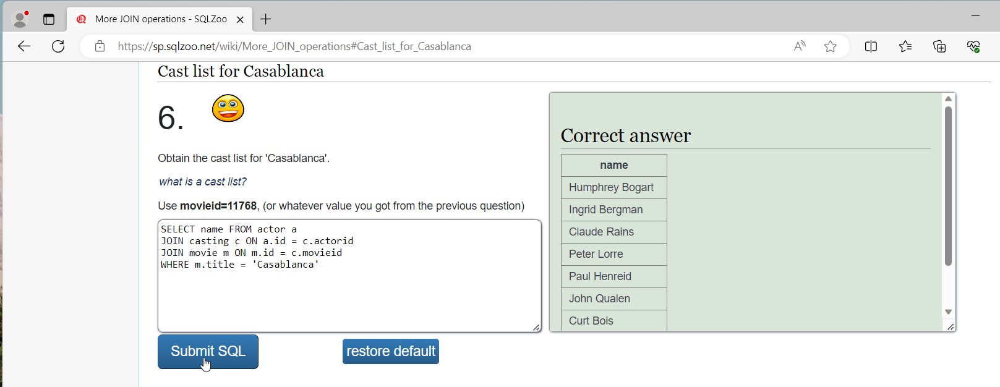 More JOIN operations - SQLZoo
https://sp.sqlzoo.net/wiki/More_JOIN_operations#Cast_list_for_Casablanca
Cast list for Casablanca
6.
Obtain the cast list for 'Casablanca'.
what is a cast list?
Use movieid=11768, (or whatever value you got from the previous question)
SELECT name FROM actor a
JOIN casting c ON a.id = c.actorid
JOIN movie m ON m.id = c.movieid
WHERE m.title = 'Casablanca'
Submit SQL
restore default
Correct answer
name
Humphrey Bogart
Ingrid Bergman
Claude Rains
Peter Lorre
Paul Henreid
John Qualen
Curt Bois